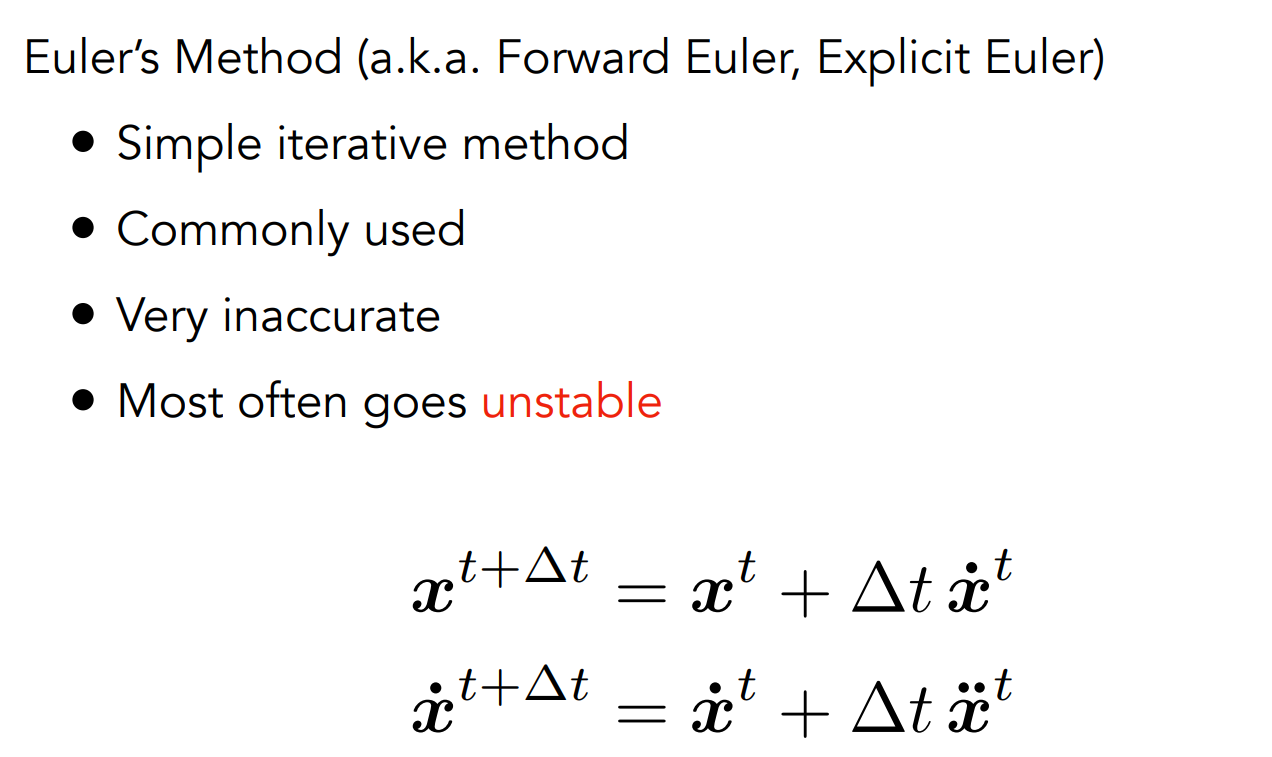 Euler’s Method (a.k.a. Forward Euler, Explicit Euler)
• Simple iterative method
• Commonly used
• Very inaccurate
• Most often goes unstable
$\boldsymbol{x}^{t+\Delta t} = \boldsymbol{x}^{t} + \Delta t\,\dot{\boldsymbol{x}}^{t}$
$\dot{\boldsymbol{x}}^{t+\Delta t} = \dot{\boldsymbol{x}}^{t} + \Delta t\,\ddot{\boldsymbol{x}}^{t}$